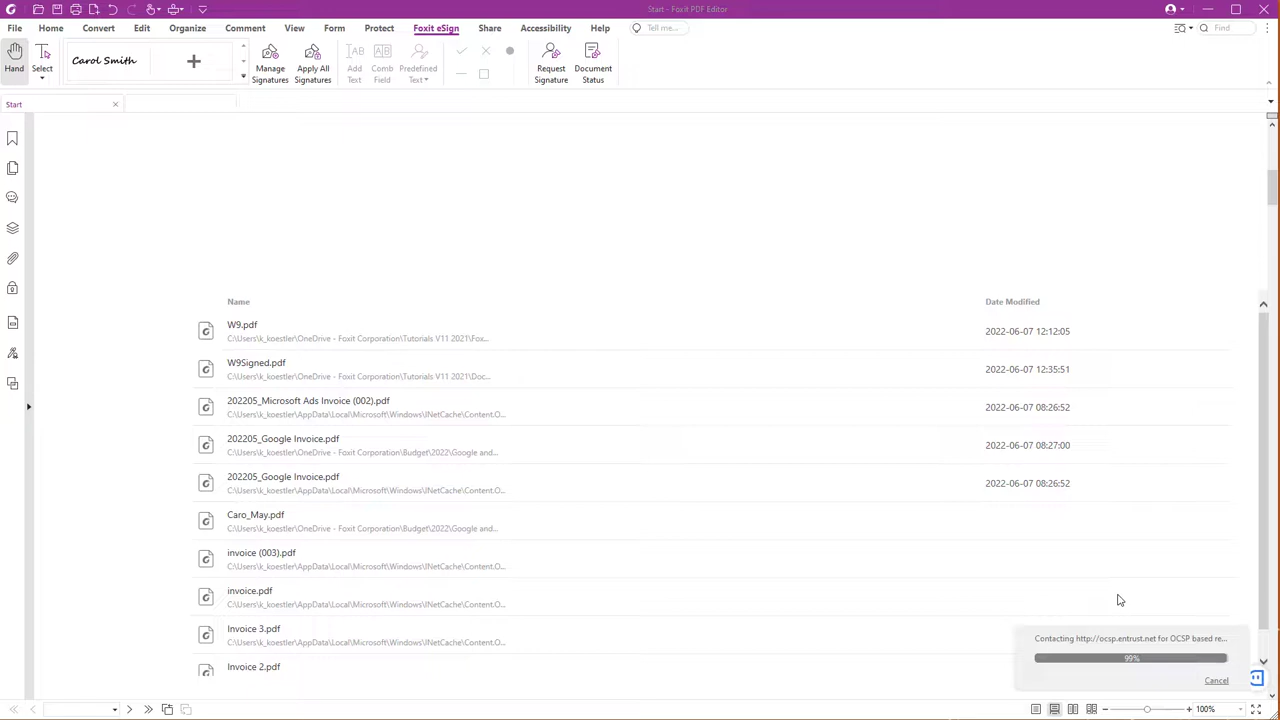 Start - Foxit PDF Editor
File Home Convert Edit Organize Comment View Form Protect Foxit eSign Share Accessibility Help Tell me... Find
Hand
Select
Carol Smith
Manage
Signatures
Apply All
Signatures
Add
Text
Comb
Field
Predefined
Text
Request
Signature
Document
Status
Start
Name Date Modified
W9.pdf
C:\Users\k_koestler\OneDrive - Foxit Corporation\Tutorials V11 2021\Fox...
2022-06-07 12:12:05
W9Signed.pdf
C:\Users\k_koestler\OneDrive - Foxit Corporation\Tutorials V11 2021\Doc...
2022-06-07 12:35:51
202205_Microsoft Ads Invoice (002).pdf
C:\Users\k_koestler\AppData\Local\Microsoft\Windows\INetCache\Content.O...
2022-06-07 08:26:52
202205_Google Invoice.pdf
C:\Users\k_koestler\OneDrive - Foxit Corporation\Budget\2022\Google and...
2022-06-07 08:27:00
202205_Google Invoice.pdf
C:\Users\k_koestler\AppData\Local\Microsoft\Windows\INetCache\Content.O...
2022-06-07 08:26:52
Caro_May.pdf
C:\Users\k_koestler\OneDrive - Foxit Corporation\Budget\2022\Google and...
invoice (003).pdf
C:\Users\k_koestler\AppData\Local\Microsoft\Windows\INetCache\Content.O...
invoice.pdf
C:\Users\k_koestler\AppData\Local\Microsoft\Windows\INetCache\Content.O...
Invoice 3.pdf
C:\Users\k_koestler\AppData\Local\Microsoft\Windows\INetCache\Content.O...
Invoice 2.pdf
Contacting http://ocsp.entrust.net for OCSP based re...
99%
Cancel
100%